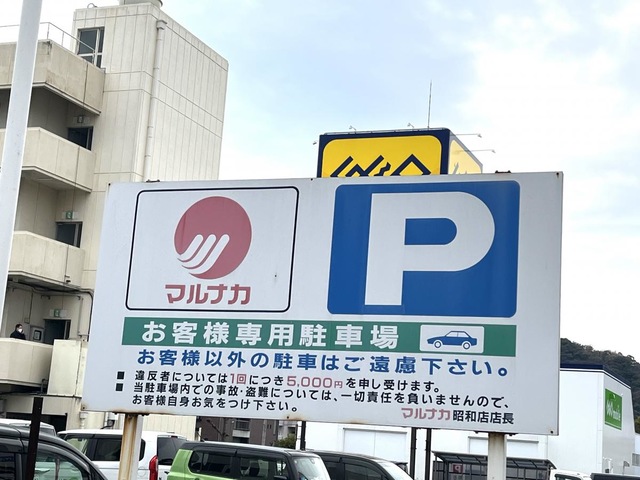 マルナカ
P
お客様専用駐車場
お客様以外の駐車はご遠慮下さい。
■ 違反者については1回につき5,000円を申し受けます。
■ 当駐車場内での事故・盗難については、一切責任を負いませんので、
お客様自身お気をつけ下さい。
マルナカ昭和店店長
P